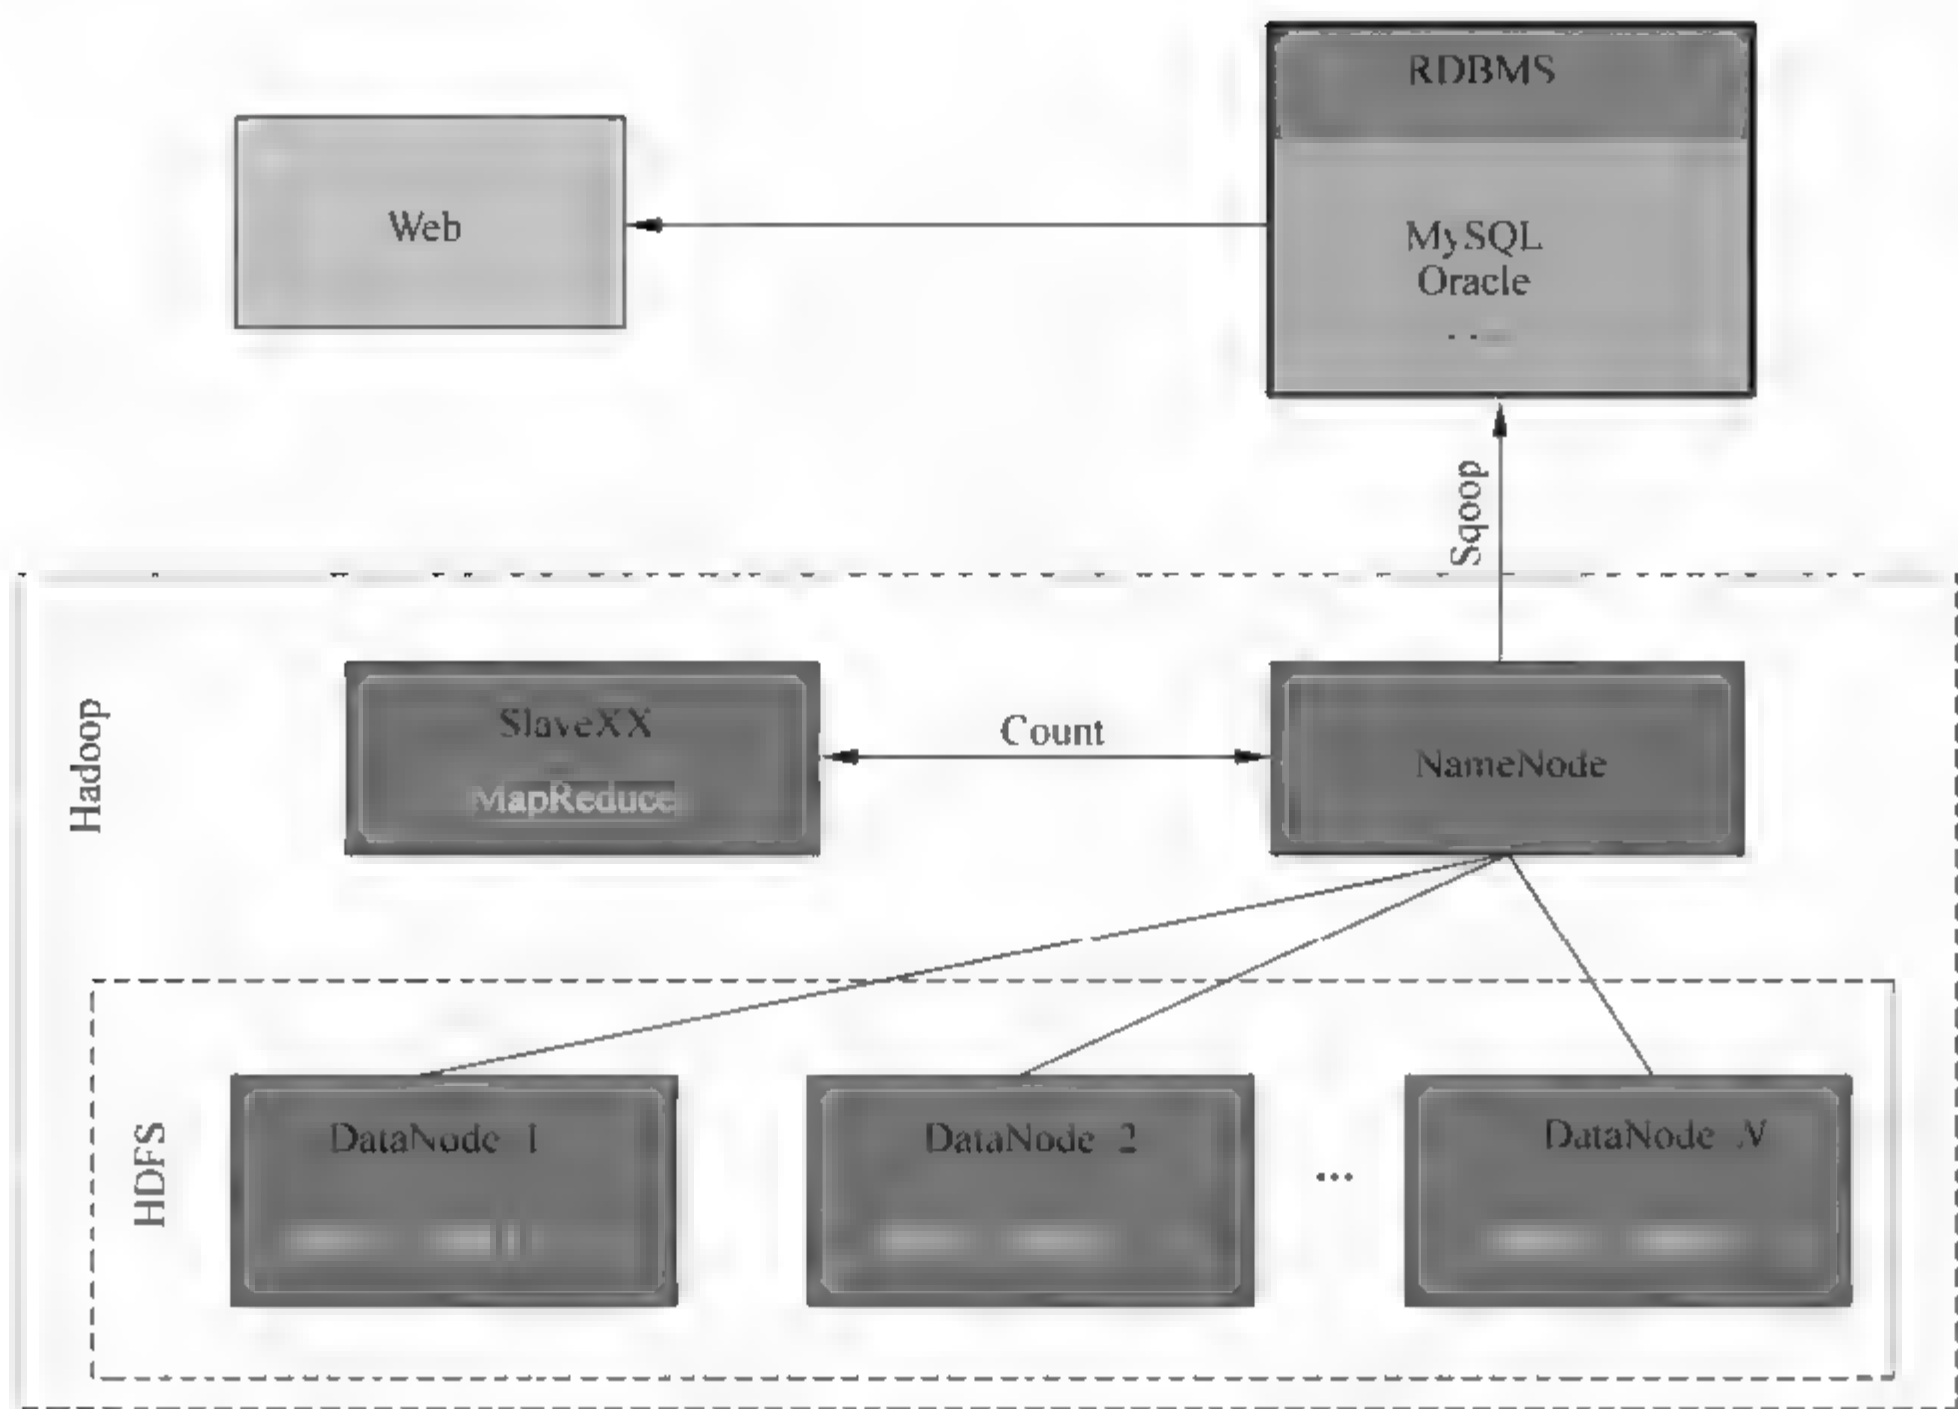 RDBMS
Web
MySQL
Oracle
Sqoop
Hadoop
SlaveXX
MapReduce
Count
NameNode
HDFS
DataNode 1
DataNode 2
...
DataNode N